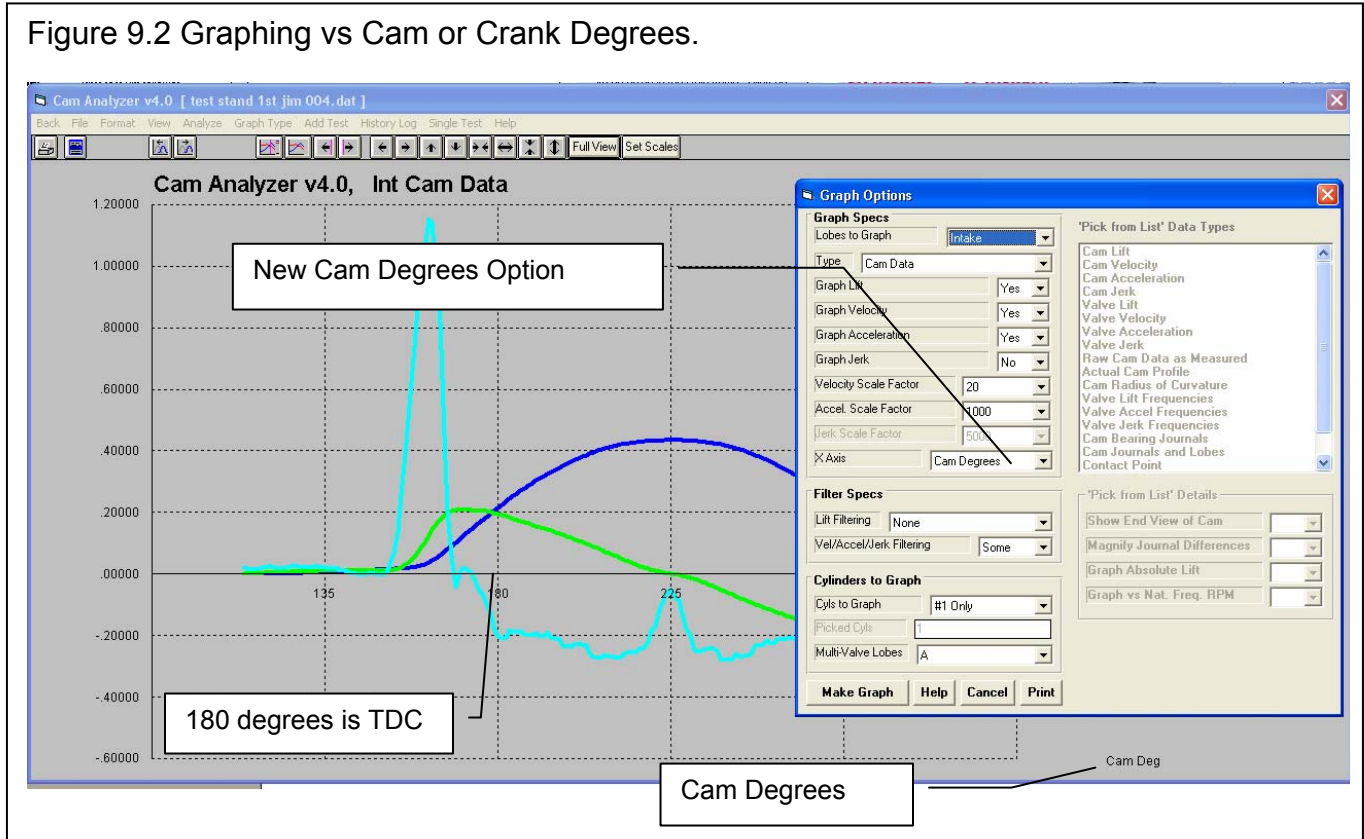 Figure 9.2 Graphing vs Cam or Crank Degrees.
Cam Analyzer v4.0 [ test stand 1st jim 004.dat ]
Back File Format View Analyze Graph Type Add Test History Log Single Test Help
Full View Set Scales
Cam Analyzer v4.0, Int Cam Data
1.20000
1.00000
.80000
.60000
.40000
.20000
.00000
-.20000
-.40000
-.60000
135
180
225
Cam Deg
New Cam Degrees Option
180 degrees is TDC
Cam Degrees
Graph Options
Graph Specs
Lobes to Graph Intake
Type Cam Data
Graph Lift Yes
Graph Velocity Yes
Graph Acceleration Yes
Graph Jerk No
Velocity Scale Factor 20
Accel. Scale Factor 1000
Jerk Scale Factor 5000
X Axis Cam Degrees
Filter Specs
Lift Filtering None
Vel/Accel/Jerk Filtering Some
Cylinders to Graph
Cyls to Graph #1 Only
Picked Cyls 1
Multi-Valve Lobes A
Make Graph Help Cancel Print
'Pick from List' Data Types
Cam Lift
Cam Velocity
Cam Acceleration
Cam Jerk
Valve Lift
Valve Velocity
Valve Acceleration
Valve Jerk
Raw Cam Data as Measured
Actual Cam Profile
Cam Radius of Curvature
Valve Lift Frequencies
Valve Accel Frequencies
Valve Jerk Frequencies
Cam Bearing Journals
Cam Journals and Lobes
Contact Point
'Pick from List' Details
Show End View of Cam
Magnify Journal Differences
Graph Absolute Lift
Graph vs Nat. Freq. RPM